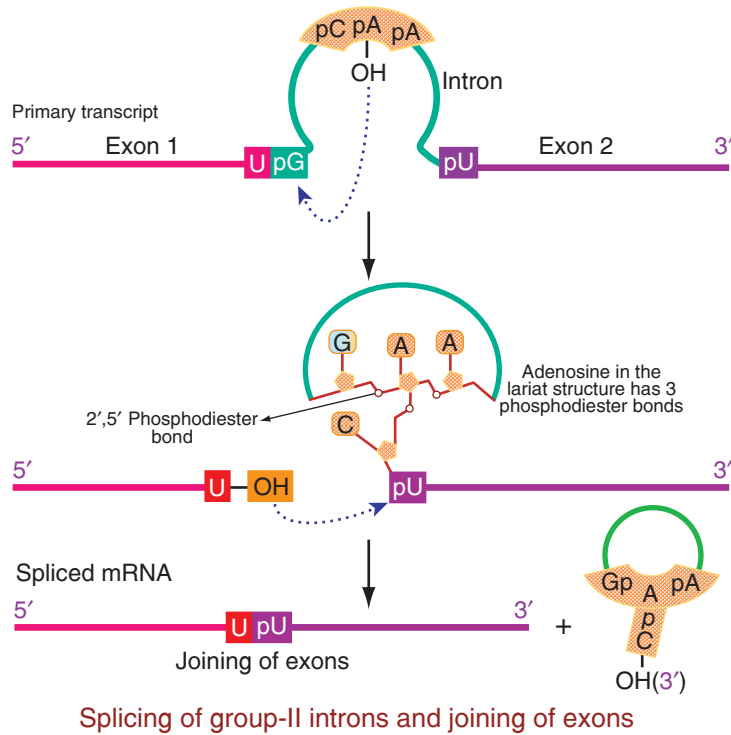 pC pA pA
OH
Intron
Primary transcript
5′ Exon 1 U pG pU Exon 2 3′
G A A
Adenosine in the
lariat structure has 3
phosphodiester bonds
2′,5′ Phosphodiester
bond
C
5′ U OH pU 3′
Spliced mRNA
Gp A pA
5′ U pU 3′ + pC
Joining of exons
OH(3′)
Splicing of group-II introns and joining of exons